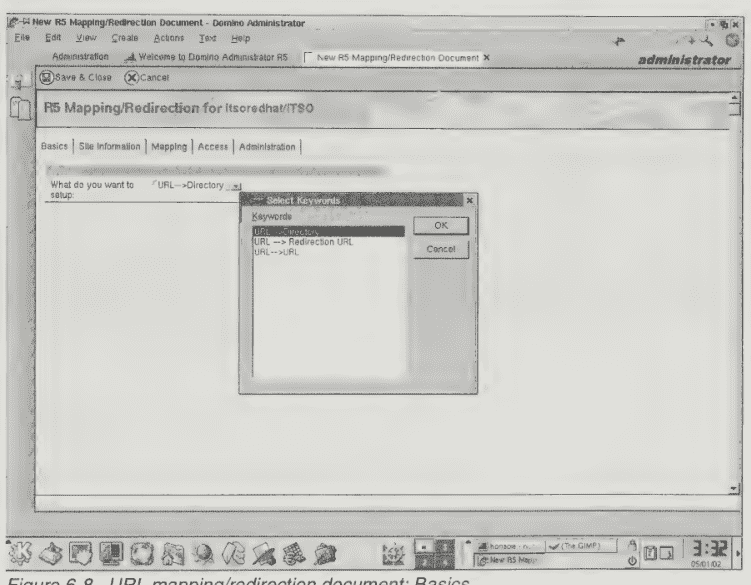 New R5 Mapping/Redirection Document - Domino Administrator
File Edit View Create Actions Text Help
Administration Welcome to Domino Administrator R5 New R5 Mapping/Redirection Document
administrator
Save & Close Cancel
R5 Mapping/Redirection for itsoredhat/ITSO
Basics Site Information Mapping Access Administration
What do you want to setup:
URL-->Directory
Select Keywords
Keywords
URL-->Directory
URL --> Redirection URL
URL-->URL
OK
Cancel
(The GIMP)
New R5 Mapp
3:32
05/01/02
Figure 6-8 URL mapping/redirection document: Basics